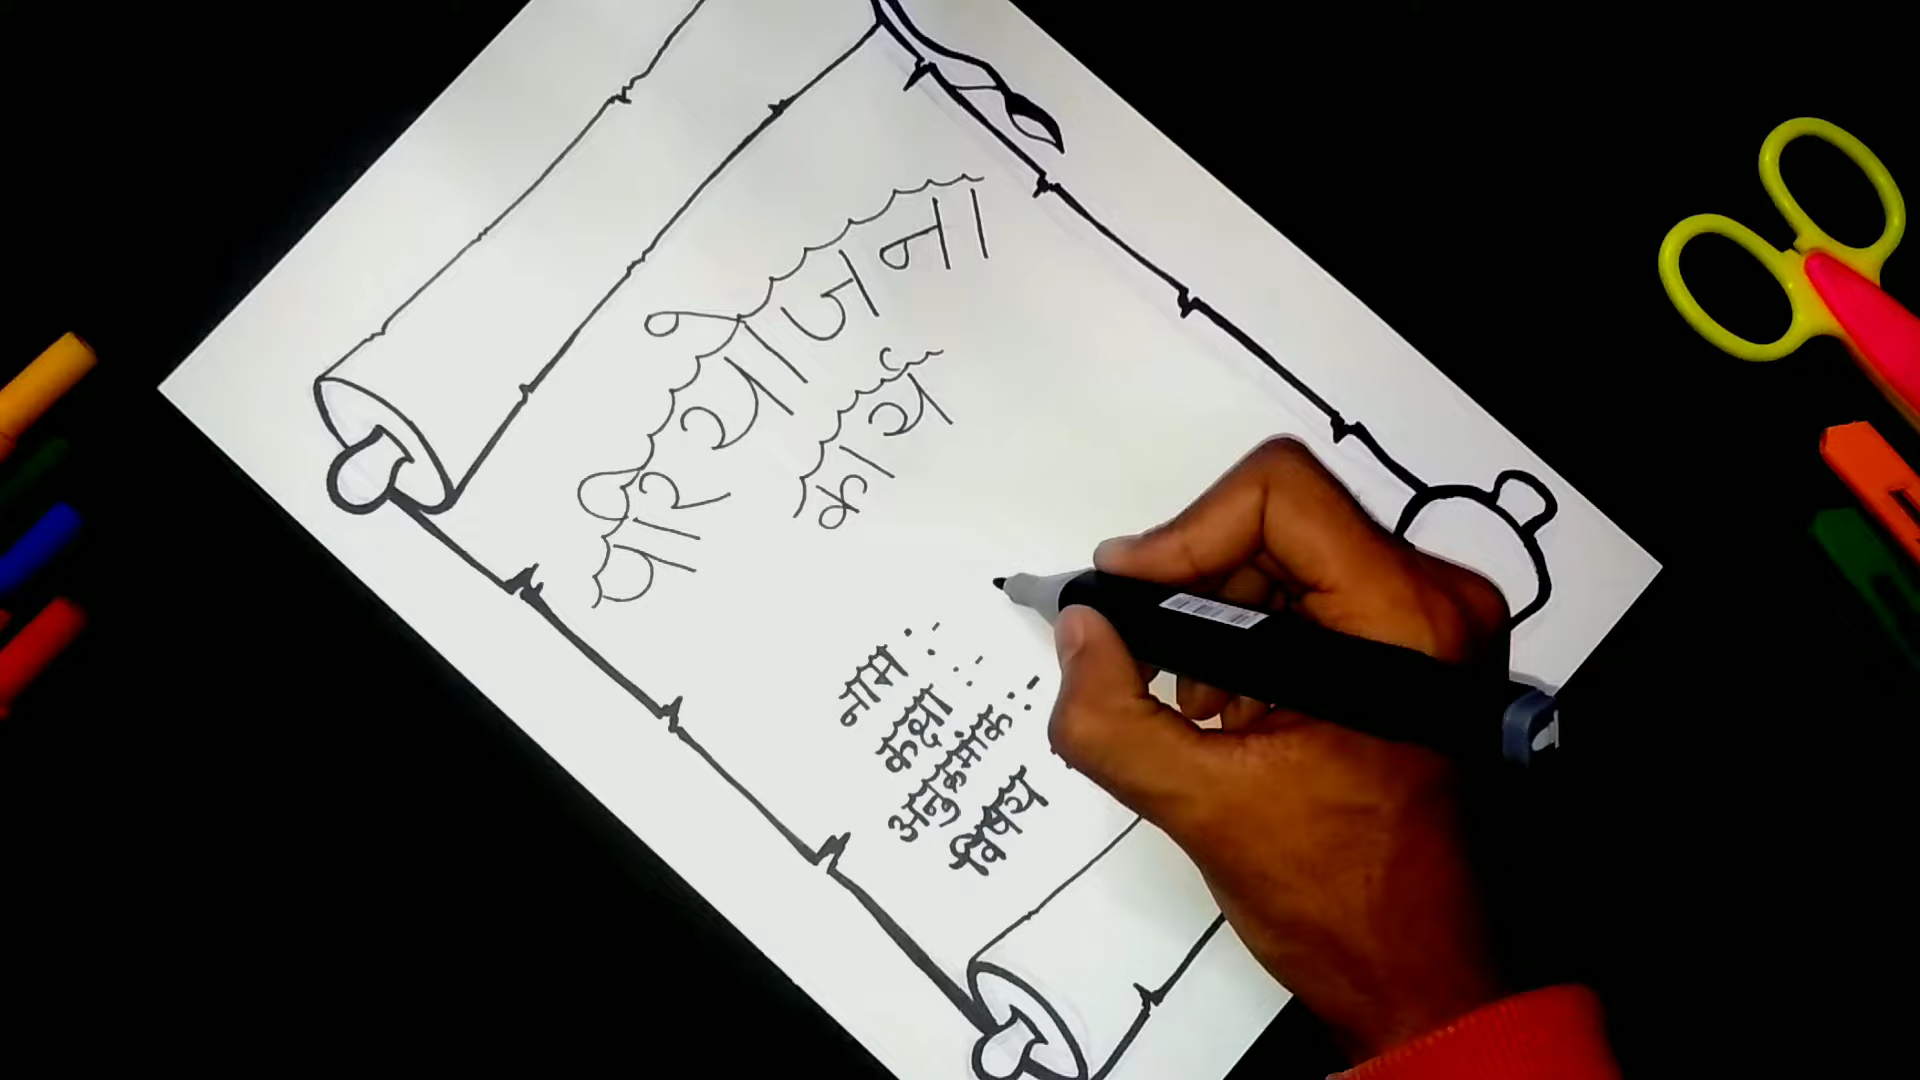 परियोजना
कार्य
नाम :-
कक्षा :-
अनुक्रमांक :-
विषय